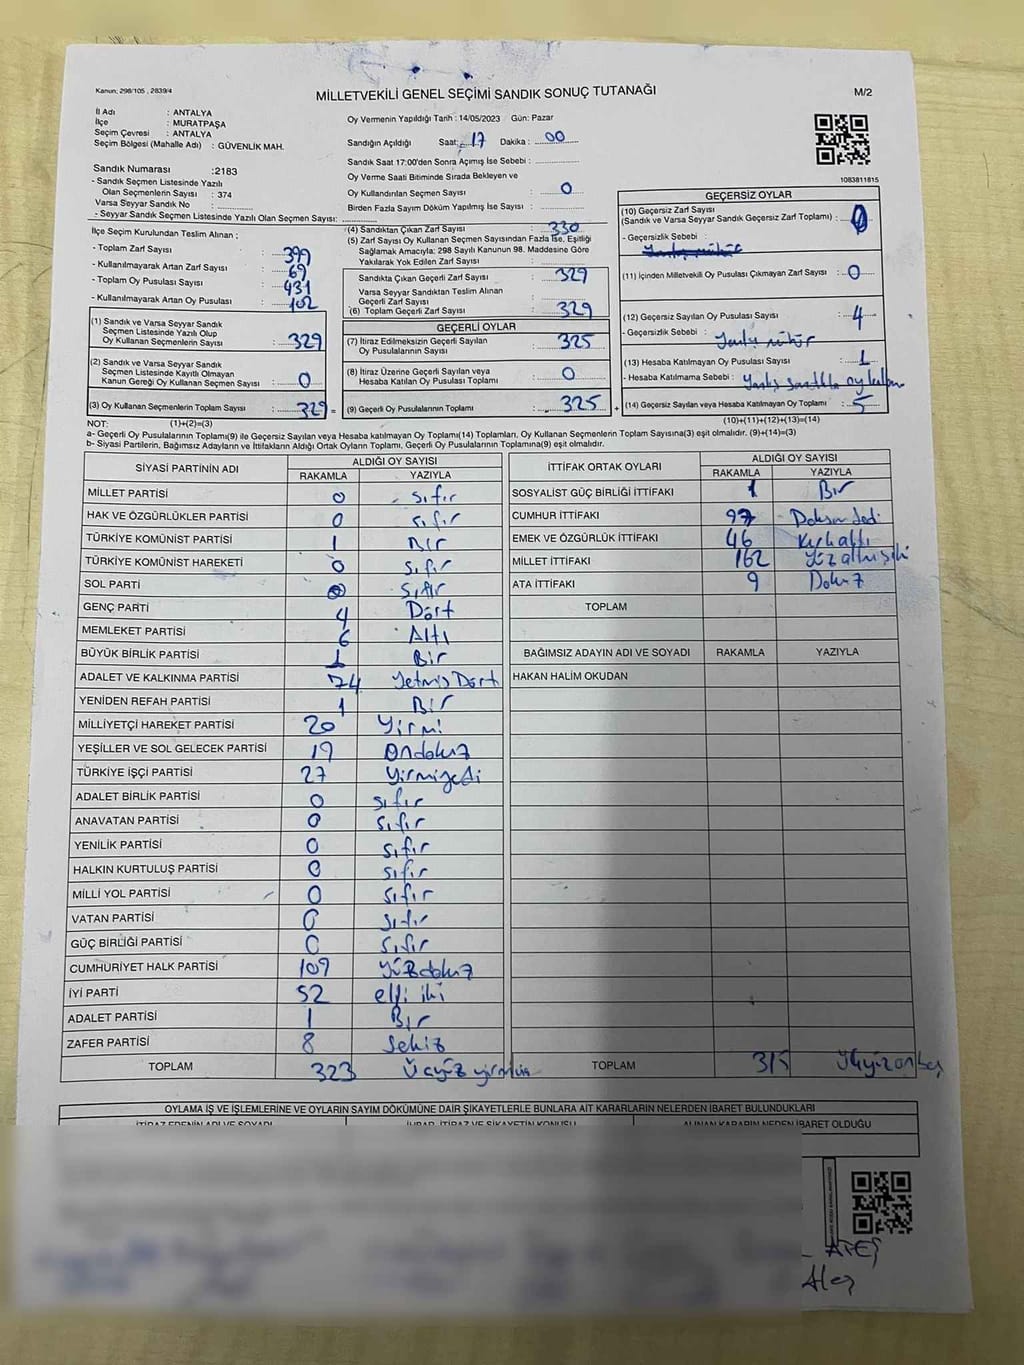 Kanun: 298/105 , 2839/4
MİLLETVEKİLİ GENEL SEÇİMİ SANDIK SONUÇ TUTANAĞI
M/2
İl Adı : ANTALYA
İlçe : MURATPAŞA
Seçim Çevresi : ANTALYA
Seçim Bölgesi (Mahalle Adı) : GÜVENLİK MAH.
Oy Vermenin Yapıldığı Tarih : 14/05/2023 Gün: Pazar
Sandığın Açıldığı Saat: 17 Dakika : 00
Sandık Saat 17:00'den Sonra Açımış İse Sebebi :
Oy Verme Saati Bitiminde Sırada Bekleyen ve
Oy Kullandırılan Seçmen Sayısı : 0
Birden Fazla Sayım Döküm Yapılmış İse Sayısı :
1083811815
Sandık Numarası :2183
- Sandık Seçmen Listesinde Yazılı
Olan Seçmenlerin Sayısı : 374
Varsa Seyyar Sandık No :
- Seyyar Sandık Seçmen Listesinde Yazılı Olan Seçmen Sayısı:
İlçe Seçim Kurulundan Teslim Alınan ;
- Toplam Zarf Sayısı : 399
- Kullanılmayarak Artan Zarf Sayısı : 69
- Toplam Oy Pusulası Sayısı : 431
- Kullanılmayarak Artan Oy Pusulası : 102
(1) Sandık ve Varsa Seyyar Sandık
Seçmen Listesinde Yazılı Olup
Oy Kullanan Seçmenlerin Sayısı : 329
(2) Sandık ve Varsa Seyyar Sandık
Seçmen Listesinde Kayıtlı Olmayan
Kanun Gereği Oy Kullanan Seçmen Sayısı : 0
(3) Oy Kullanan Seçmenlerin Toplam Sayısı : 329 =
(4) Sandıktan Çıkan Zarf Sayısı : 330
(5) Zarf Sayısı Oy Kullanan Seçmen Sayısından Fazla İse, Eşitliği
Sağlamak Amacıyla; 298 Sayılı Kanunun 98. Maddesine Göre
Yakılarak Yok Edilen Zarf Sayısı :
Sandıkta Çıkan Geçerli Zarf Sayısı : 329
Varsa Seyyar Sandıktan Teslim Alınan
Geçerli Zarf Sayısı :
(6) Toplam Geçerli Zarf Sayısı : 329
GEÇERLİ OYLAR
(7) İtiraz Edilmeksizin Geçerli Sayılan
Oy Pusulalarının Sayısı : 325
(8) İtiraz Üzerine Geçerli Sayılan veya
Hesaba Katılan Oy Pusulası Toplamı : 0
(9) Geçerli Oy Pusulalarının Toplamı : 325 +
GEÇERSİZ OYLAR
(10) Geçersiz Zarf Sayısı
(Sandık ve Varsa Seyyar Sandık Geçersiz Zarf Toplamı) : 0
- Geçersizlik Sebebi :
(11) İçinden Milletvekili Oy Pusulası Çıkmayan Zarf Sayısı : 0
(12) Geçersiz Sayılan Oy Pusulası Sayısı : 4
- Geçersizlik Sebebi : Yanlış mühür
(13) Hesaba Katılmayan Oy Pusulası Sayısı : 1
- Hesaba Katılmama Sebebi : Yanlış sandıkta oy
(14) Geçersiz Sayılan veya Hesaba Katılmayan Oy Toplamı : 5
NOT: (1)+(2)=(3) (10)+(11)+(12)+(13)=(14)
a- Geçerli Oy Pusulalarının Toplamı(9) ile Geçersiz Sayılan veya Hesaba katılmayan Oy Toplamı(14) Toplamları, Oy Kullanan Seçmenlerin Toplam Sayısına(3) eşit olmalıdır. (9)+(14)=(3)
b- Siyasi Partilerin, Bağımsız Adayların ve İttifakların Aldığı Ortak Oyların Toplamı, Geçerli Oy Pusulalarının Toplamına(9) eşit olmalıdır.
SİYASİ PARTİNİN ADI ALDIĞI OY SAYISI
RAKAMLA YAZIYLA
MİLLET PARTİSİ 0 Sıfır
HAK VE ÖZGÜRLÜKLER PARTİSİ 0 Sıfır
TÜRKİYE KOMÜNİST PARTİSİ 1 Bir
TÜRKİYE KOMÜNİST HAREKETİ 0 Sıfır
SOL PARTİ 0 Sıfır
GENÇ PARTİ 4 Dört
MEMLEKET PARTİSİ 6 Altı
BÜYÜK BİRLİK PARTİSİ 1 Bir
ADALET VE KALKINMA PARTİSİ 74 Yetmiş Dört
YENİDEN REFAH PARTİSİ 1 Bir
MİLLİYETÇİ HAREKET PARTİSİ 20 Yirmi
YEŞİLLER VE SOL GELECEK PARTİSİ 19 Ondokuz
TÜRKİYE İŞÇİ PARTİSİ 27 Yirmiyedi
ADALET BİRLİK PARTİSİ 0 sıfır
ANAVATAN PARTİSİ 0 sıfır
YENİLİK PARTİSİ 0 sıfır
HALKIN KURTULUŞ PARTİSİ 0 sıfır
MİLLİ YOL PARTİSİ 0 sıfır
VATAN PARTİSİ 0 sıfır
GÜÇ BİRLİĞİ PARTİSİ 0 sıfır
CUMHURİYET HALK PARTİSİ 109 Yüzdokuz
İYİ PARTİ 52 elli iki
ADALET PARTİSİ 1 Bir
ZAFER PARTİSİ 8 Sekiz
TOPLAM 323
İTTİFAK ORTAK OYLARI ALDIĞI OY SAYISI
RAKAMLA YAZIYLA
SOSYALİST GÜÇ BİRLİĞİ İTTİFAKI 1 Bir
CUMHUR İTTİFAKI 97 Doksan Yedi
EMEK VE ÖZGÜRLÜK İTTİFAKI 46 Kırkaltı
MİLLET İTTİFAKI 162 Yüzaltmışiki
ATA İTTİFAKI 9 Dokuz
TOPLAM
BAĞIMSIZ ADAYIN ADI VE SOYADI RAKAMLA YAZIYLA
HAKAN HALİM OKUDAN
TOPLAM 315 Üçyüzonbeş
OYLAMA İŞ VE İŞLEMLERİNE VE OYLARIN SAYIM DÖKÜMÜNE DAİR ŞİKAYETLERLE BUNLARA AİT KARARLARIN NELERDEN İBARET BULUNDUKLARI
İTİRAZ EDENİN ADI VE SOYADI İHBAR, İTİRAZ VE ŞİKAYETİN KONUSU ALINAN KARARIN NEDEN İBARET OLDUĞU
ATEŞ